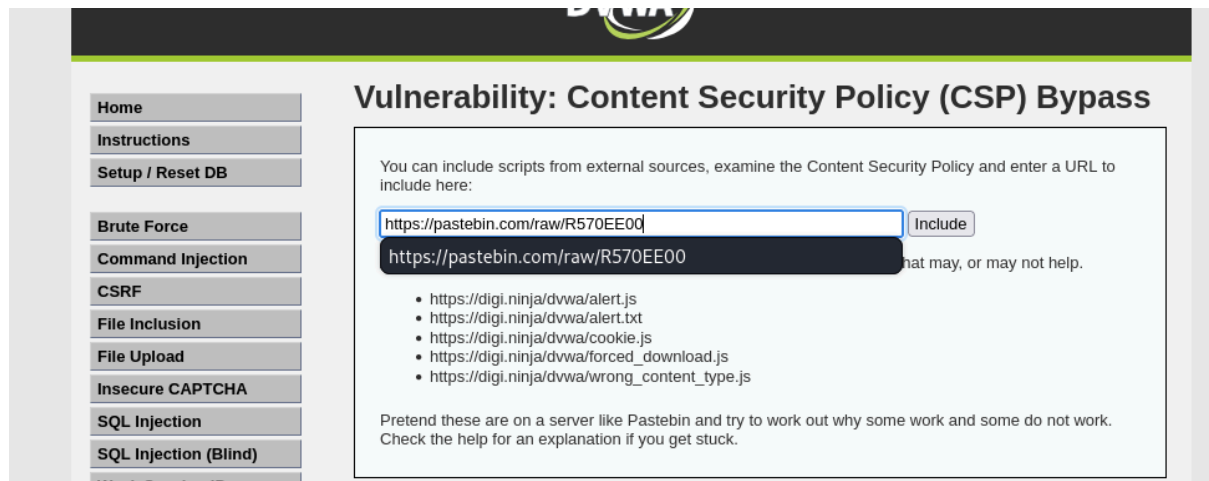 DVWA
Home
Instructions
Setup / Reset DB
Brute Force
Command Injection
CSRF
File Inclusion
File Upload
Insecure CAPTCHA
SQL Injection
SQL Injection (Blind)
Vulnerability: Content Security Policy (CSP) Bypass
You can include scripts from external sources, examine the Content Security Policy and enter a URL to
include here:
https://pastebin.com/raw/R570EE00 Include
https://pastebin.com/raw/R570EE00
hat may, or may not help.
• https://digi.ninja/dvwa/alert.js
• https://digi.ninja/dvwa/alert.txt
• https://digi.ninja/dvwa/cookie.js
• https://digi.ninja/dvwa/forced_download.js
• https://digi.ninja/dvwa/wrong_content_type.js
Pretend these are on a server like Pastebin and try to work out why some work and some do not work.
Check the help for an explanation if you get stuck.